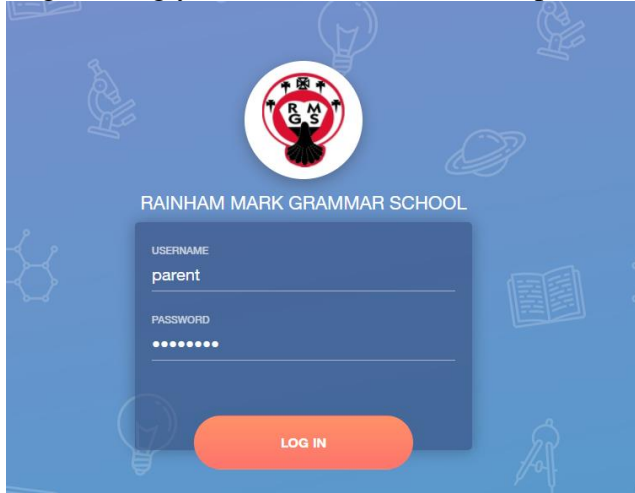 R M
G S
RAINHAM MARK GRAMMAR SCHOOL
USERNAME
parent
PASSWORD
••••••••
LOG IN